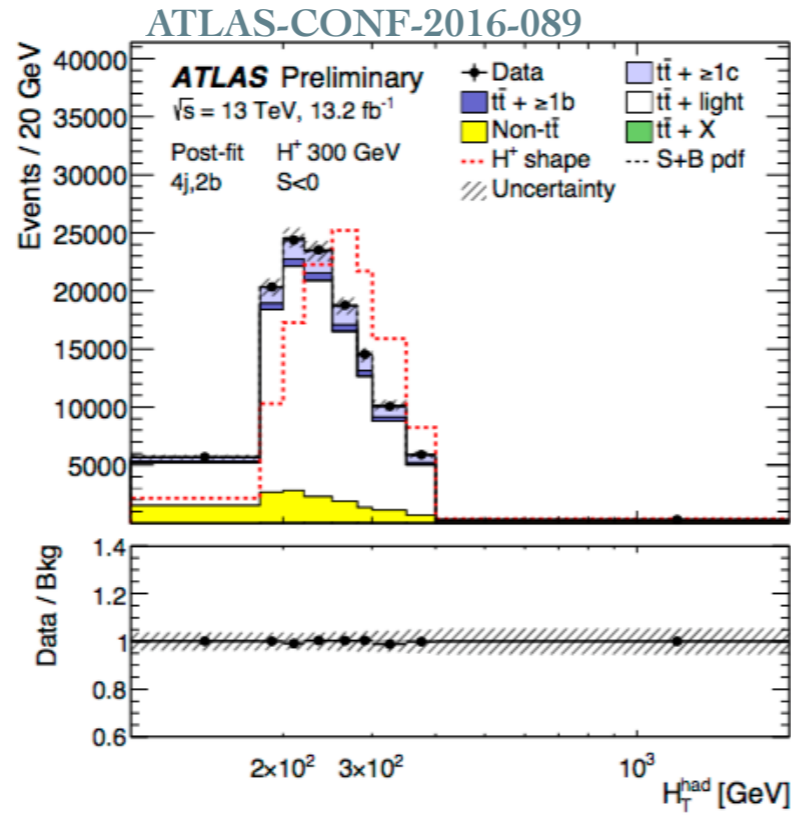 ATLAS-CONF-2016-089
Events / 20 GeV
40000
35000
30000
25000
20000
15000
10000
5000
ATLAS Preliminary
√s = 13 TeV, 13.2 fb⁻¹
Post-fit H⁺ 300 GeV
4j,2b S<0
Data tt̄ + ≥1c
tt̄ + ≥1b tt̄ + light
Non-tt̄ tt̄ + X
H⁺ shape S+B pdf
Uncertainty
Data / Bkg
1.4
1.2
1
0.8
0.6
2×10² 3×10² 10³
H_T^had [GeV]